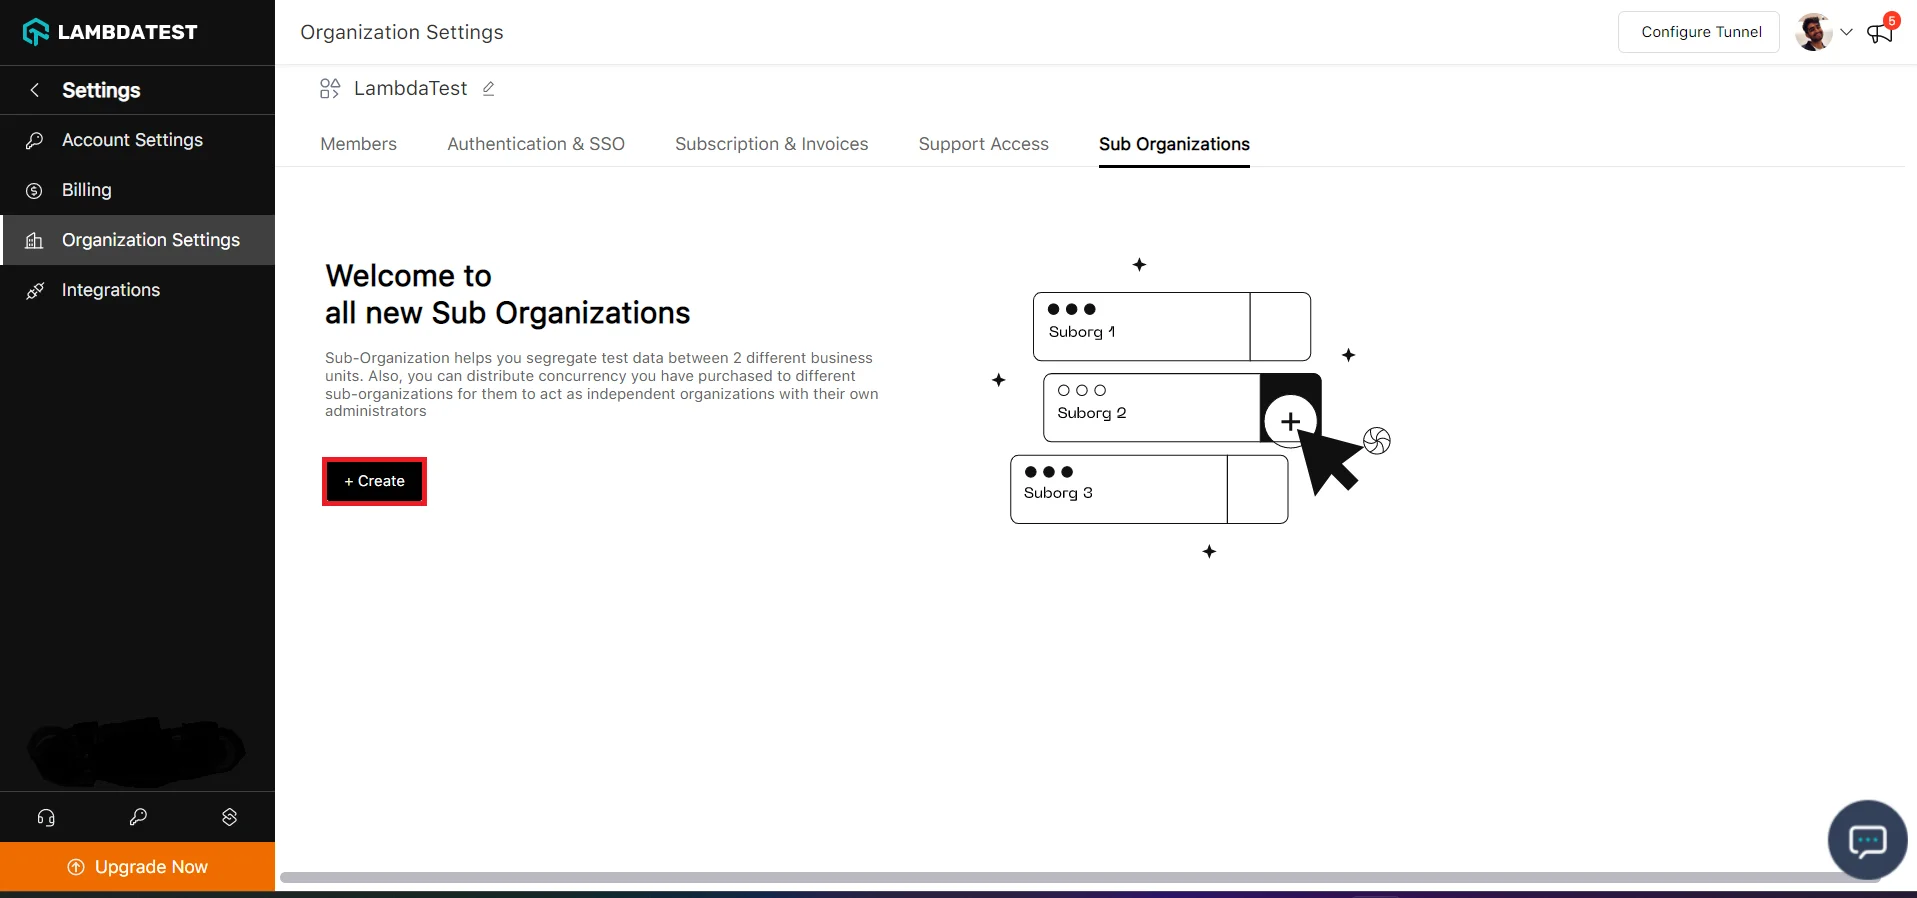 LAMBDATEST
Organization Settings
Configure Tunnel
5
Settings
LambdaTest
Account Settings
Members
Authentication & SSO
Subscription & Invoices
Support Access
Sub Organizations
Billing
Organization Settings
Integrations
Welcome to
all new Sub Organizations
Sub-Organization helps you segregate test data between 2 different business
units. Also, you can distribute concurrency you have purchased to different
sub-organizations for them to act as independent organizations with their own
administrators
+ Create
Suborg 1
Suborg 2
Suborg 3
Upgrade Now